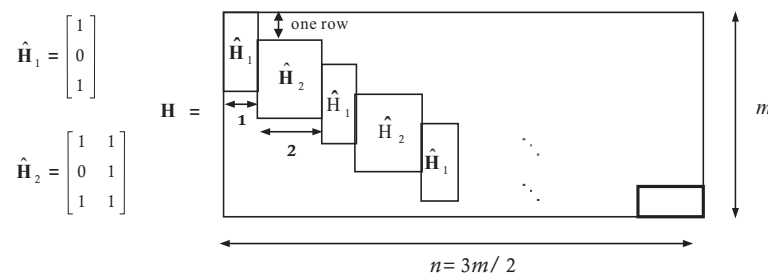 Ĥ₁ = [1 0 1]
Ĥ₂ = [1 1 0 1 1 1]
H =
one row
Ĥ₁
Ĥ₂
Ĥ₁
Ĥ₂
Ĥ₁
1
2
m
n = 3m / 2